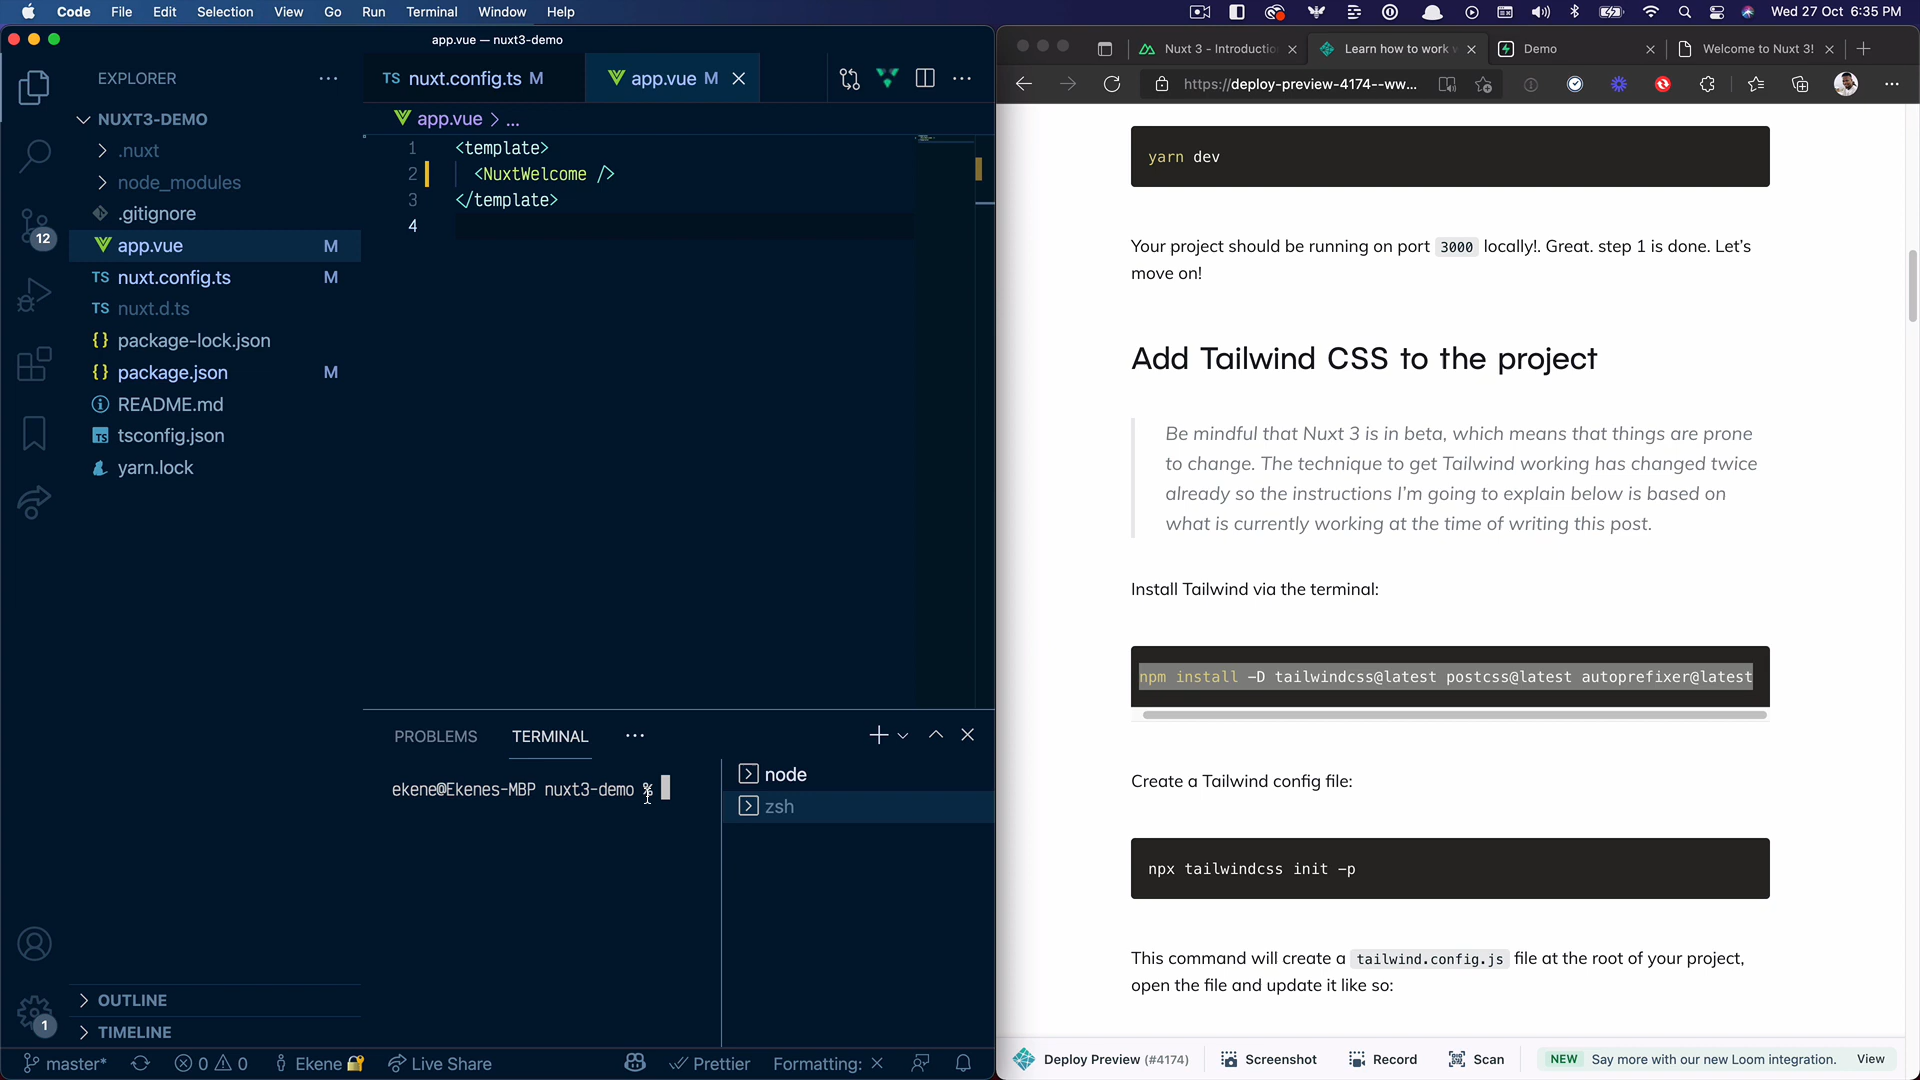 Code File Edit Selection View Go Run Terminal Window Help
Wed 27 Oct 6:35 PM
app.vue — nuxt3-demo
EXPLORER
NUXT3-DEMO
.nuxt
node_modules
.gitignore
app.vue M
nuxt.config.ts M
nuxt.d.ts
package-lock.json
package.json M
README.md
tsconfig.json
yarn.lock
12
1
OUTLINE
TIMELINE
TS nuxt.config.ts M
app.vue M
app.vue > ...
1 <template>
2 <NuxtWelcome />
3 </template>
4
PROBLEMS TERMINAL
ekene@Ekenes-MBP nuxt3-demo %
node
zsh
master* 0 0 Ekene Live Share Prettier Formatting: ×
Nuxt 3 - Introductio
Learn how to work
Demo
Welcome to Nuxt 3!
https://deploy-preview-4174--ww...
yarn dev
Your project should be running on port 3000 locally!. Great. step 1 is done. Let's
move on!
Add Tailwind CSS to the project
Be mindful that Nuxt 3 is in beta, which means that things are prone
to change. The technique to get Tailwind working has changed twice
already so the instructions I'm going to explain below is based on
what is currently working at the time of writing this post.
Install Tailwind via the terminal:
npm install -D tailwindcss@latest postcss@latest autoprefixer@latest
Create a Tailwind config file:
npx tailwindcss init -p
This command will create a tailwind.config.js file at the root of your project,
open the file and update it like so:
Deploy Preview (#4174) Screenshot Record Scan NEW Say more with our new Loom integration. View